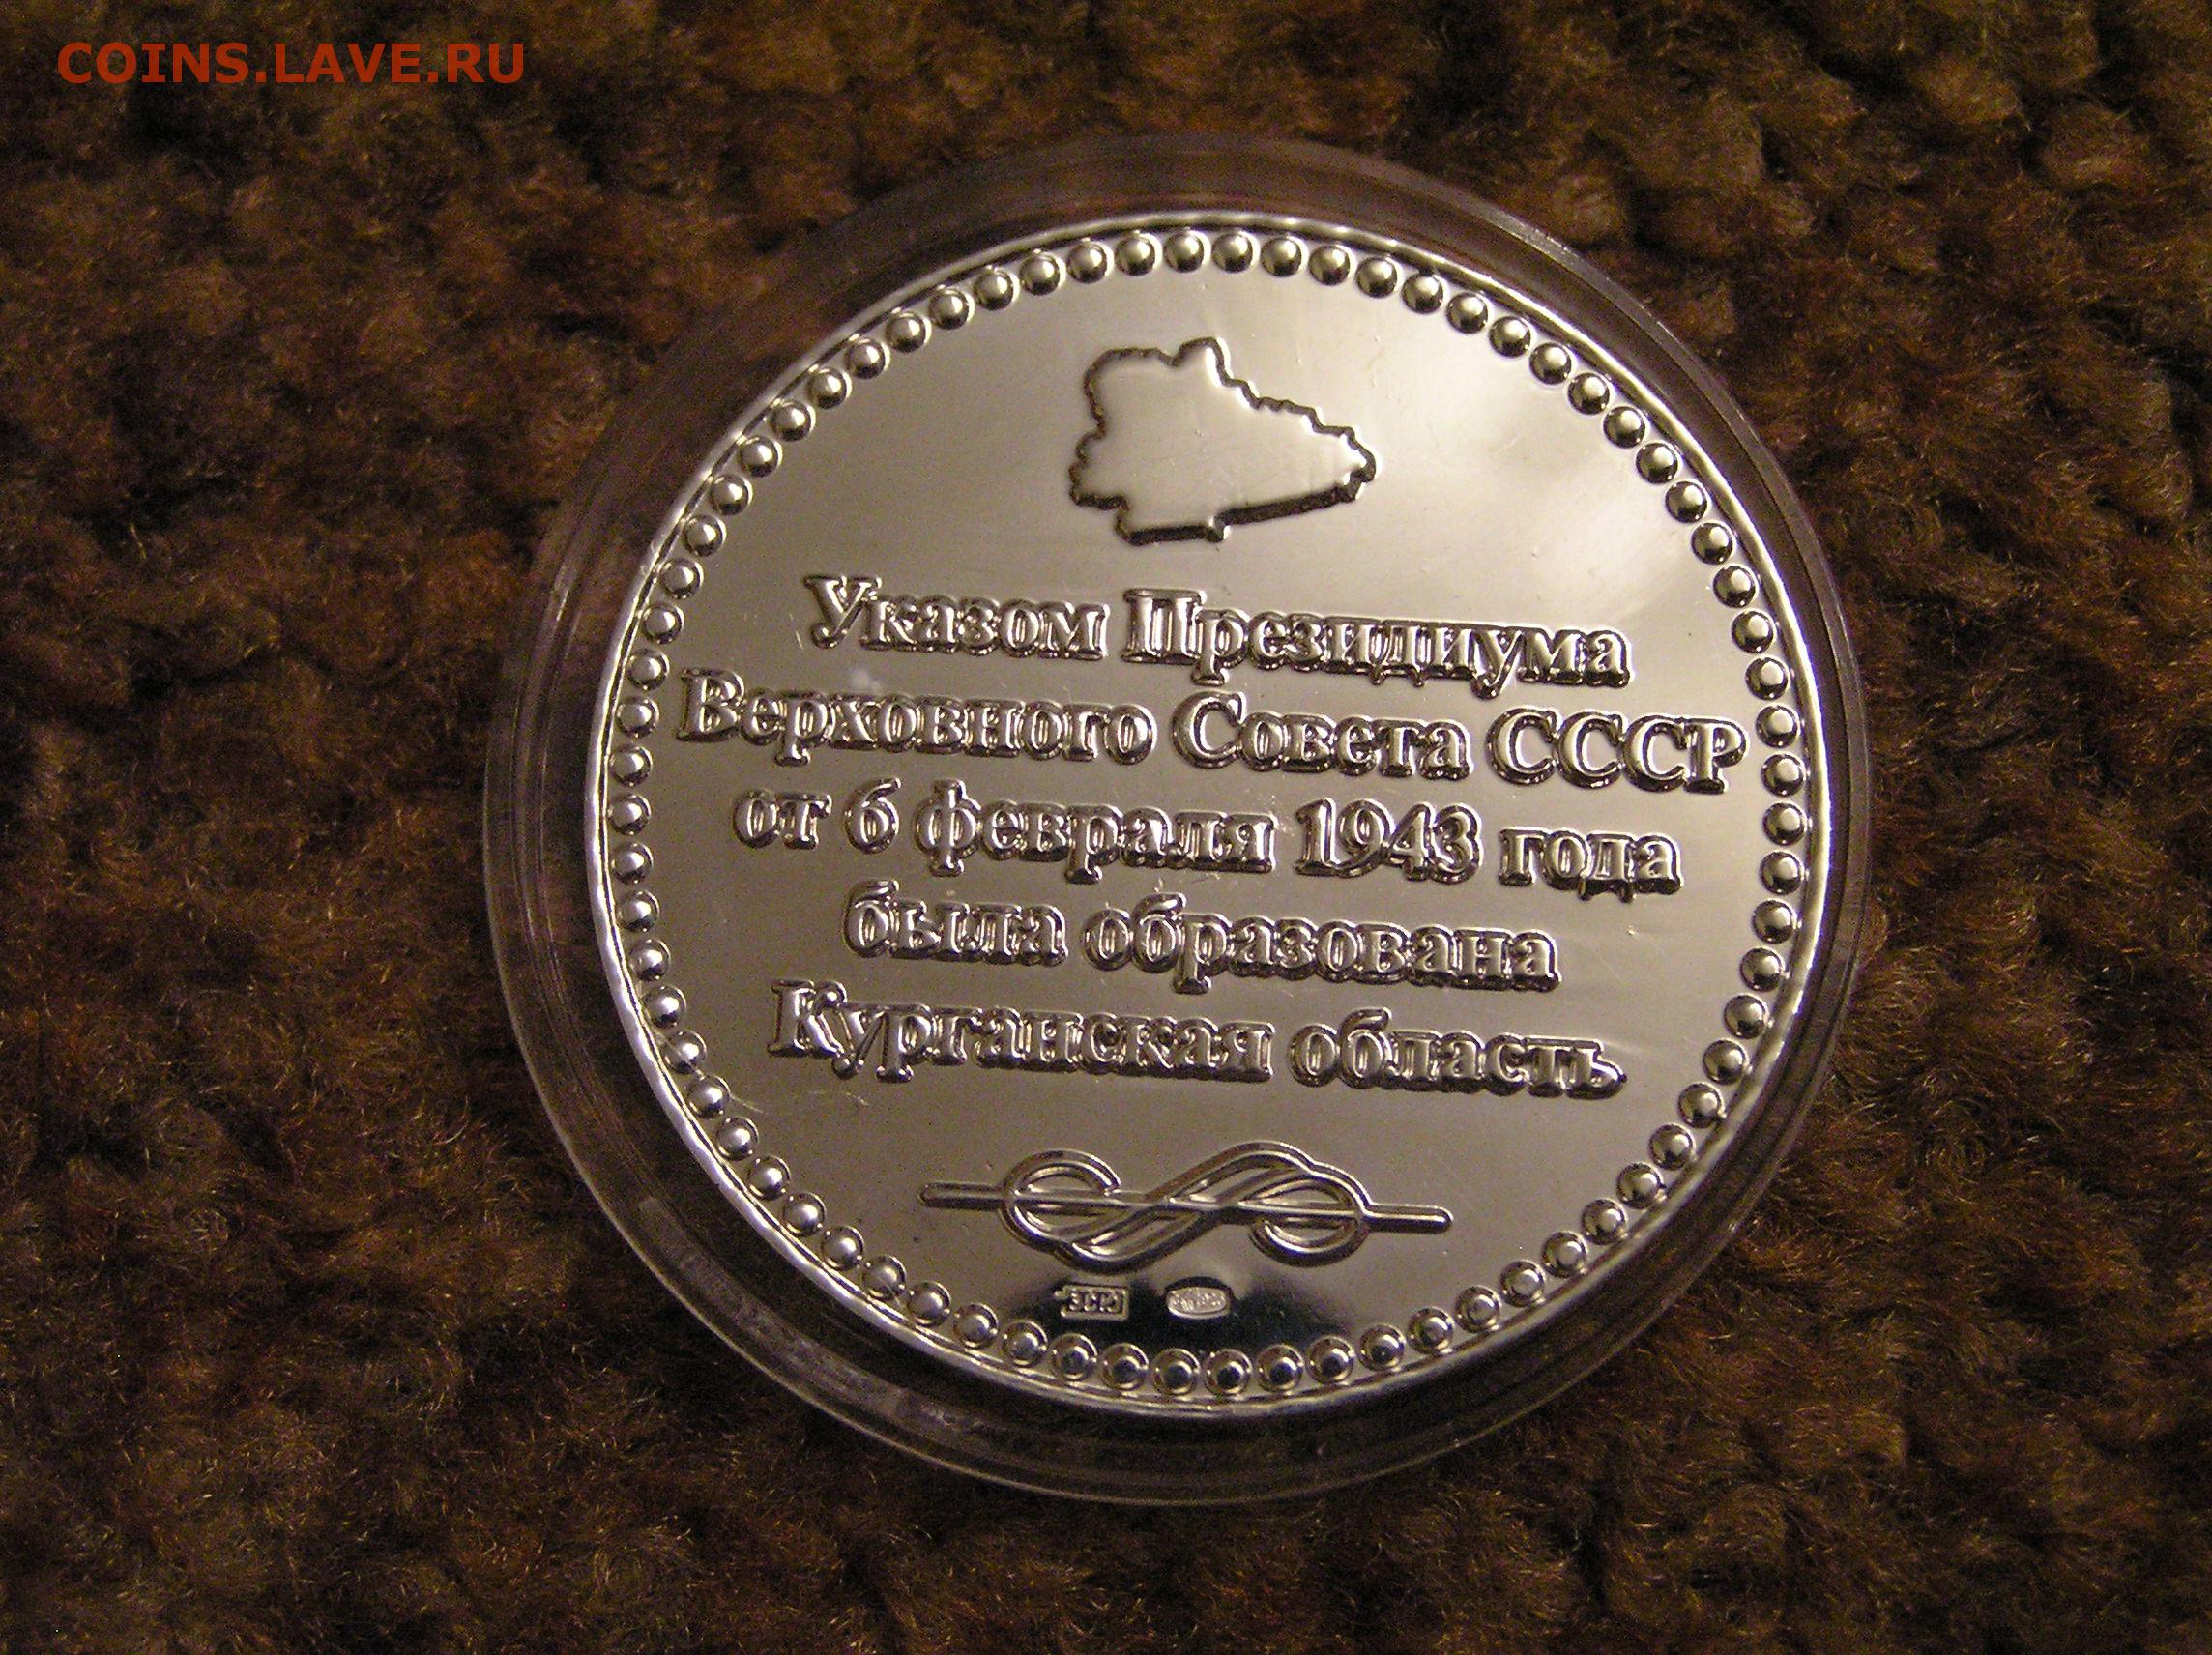 COINS.LAVE.RU
Указом Президиума
Верховного Совета СССР
от 6 февраля 1943 года
была образована
Курганская область